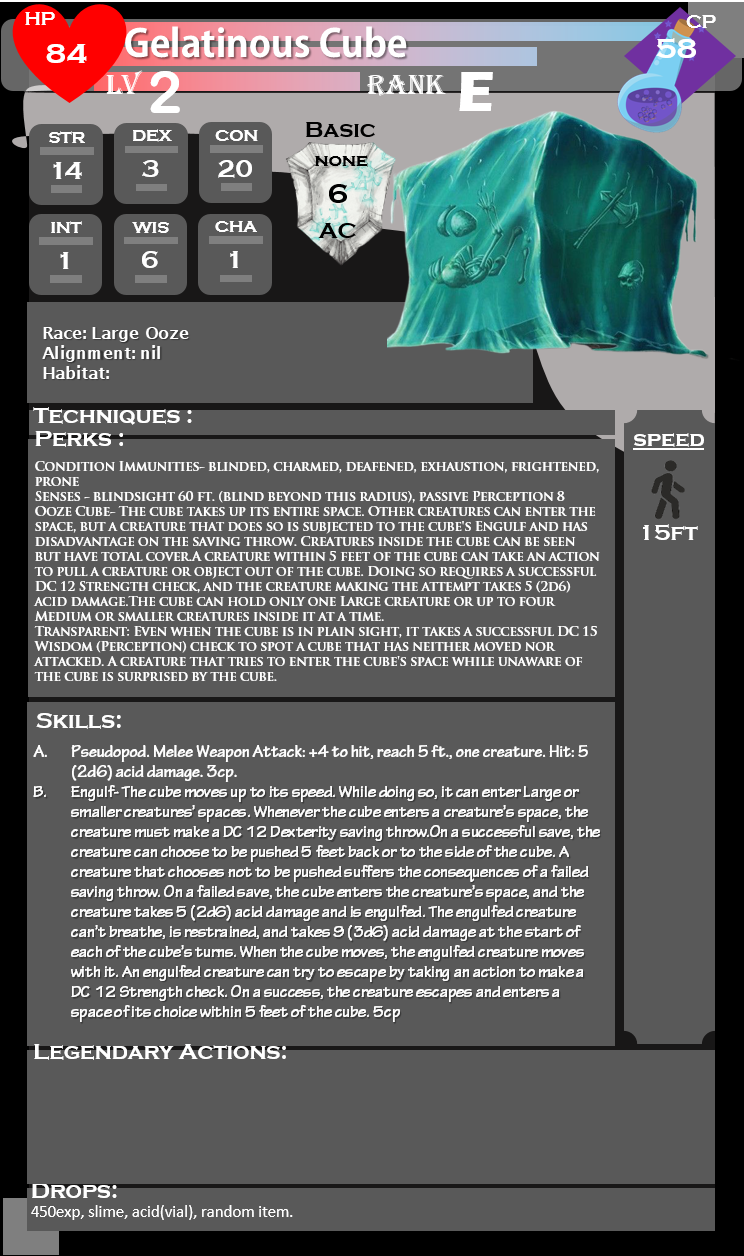 HP
84
Gelatinous Cube
CP
58
LV 2
RANK E
STR
14
DEX
3
CON
20
INT
1
WIS
6
CHA
1
BASIC
NONE
6
AC
Race: Large Ooze
Alignment: nil
Habitat:
TECHNIQUES :
PERKS :
CONDITION IMMUNITIES- BLINDED, CHARMED, DEAFENED, EXHAUSTION, FRIGHTENED,
PRONE
SENSES - BLINDSIGHT 60 FT. (BLIND BEYOND THIS RADIUS), PASSIVE PERCEPTION 8
OOZE CUBE- THE CUBE TAKES UP ITS ENTIRE SPACE. OTHER CREATURES CAN ENTER THE
SPACE, BUT A CREATURE THAT DOES SO IS SUBJECTED TO THE CUBE'S ENGULF AND HAS
DISADVANTAGE ON THE SAVING THROW. CREATURES INSIDE THE CUBE CAN BE SEEN
BUT HAVE TOTAL COVER.A CREATURE WITHIN 5 FEET OF THE CUBE CAN TAKE AN ACTION
TO PULL A CREATURE OR OBJECT OUT OF THE CUBE. DOING SO REQUIRES A SUCCESSFUL
DC 12 STRENGTH CHECK, AND THE CREATURE MAKING THE ATTEMPT TAKES 5 (2D6)
ACID DAMAGE.THE CUBE CAN HOLD ONLY ONE LARGE CREATURE OR UP TO FOUR
MEDIUM OR SMALLER CREATURES INSIDE IT AT A TIME.
TRANSPARENT: EVEN WHEN THE CUBE IS IN PLAIN SIGHT, IT TAKES A SUCCESSFUL DC 15
WISDOM (PERCEPTION) CHECK TO SPOT A CUBE THAT HAS NEITHER MOVED NOR
ATTACKED. A CREATURE THAT TRIES TO ENTER THE CUBE'S SPACE WHILE UNAWARE OF
THE CUBE IS SURPRISED BY THE CUBE.
SPEED
15FT
SKILLS:
A. Pseudopod. Melee Weapon Attack: +4 to hit, reach 5 ft., one creature. Hit: 5
(2d6) acid damage. 3cp.
B. Engulf- The cube moves up to its speed. While doing so, it can enter Large or
smaller creatures' spaces. Whenever the cube enters a creature's space, the
creature must make a DC 12 Dexterity saving throw.On a successful save, the
creature can choose to be pushed 5 feet back or to the side of the cube. A
creature that chooses not to be pushed suffers the consequences of a failed
saving throw. On a failed save, the cube enters the creature's space, and the
creature takes 5 (2d6) acid damage and is engulfed. The engulfed creature
can't breathe, is restrained, and takes 9 (3d6) acid damage at the start of
each of the cube's turns. When the cube moves, the engulfed creature moves
with it. An engulfed creature can try to escape by taking an action to make a
DC 12 Strength check. On a success, the creature escapes and enters a
space of its choice within 5 feet of the cube. 5cp
LEGENDARY ACTIONS:
DROPS:
450exp, slime, acid(vial), random item.